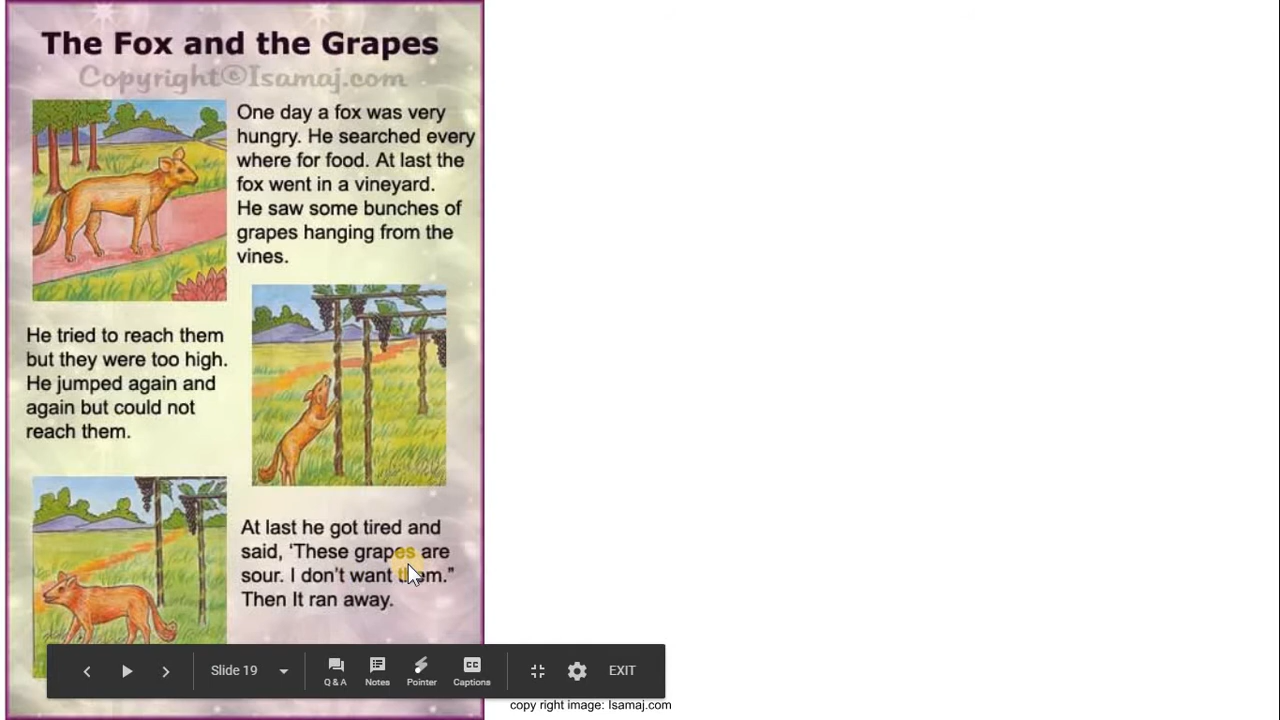 The Fox and the Grapes
Copyright©Isamaj.com
One day a fox was very
hungry. He searched every
where for food. At last the
fox went in a vineyard.
He saw some bunches of
grapes hanging from the
vines.
He tried to reach them
but they were too high.
He jumped again and
again but could not
reach them.
At last he got tired and
said, ‘These grapes are
sour. I don’t want them.”
Then It ran away.
Slide 19
Q & A
Notes
Pointer
CC
Captions
EXIT
copy right image: Isamaj.com